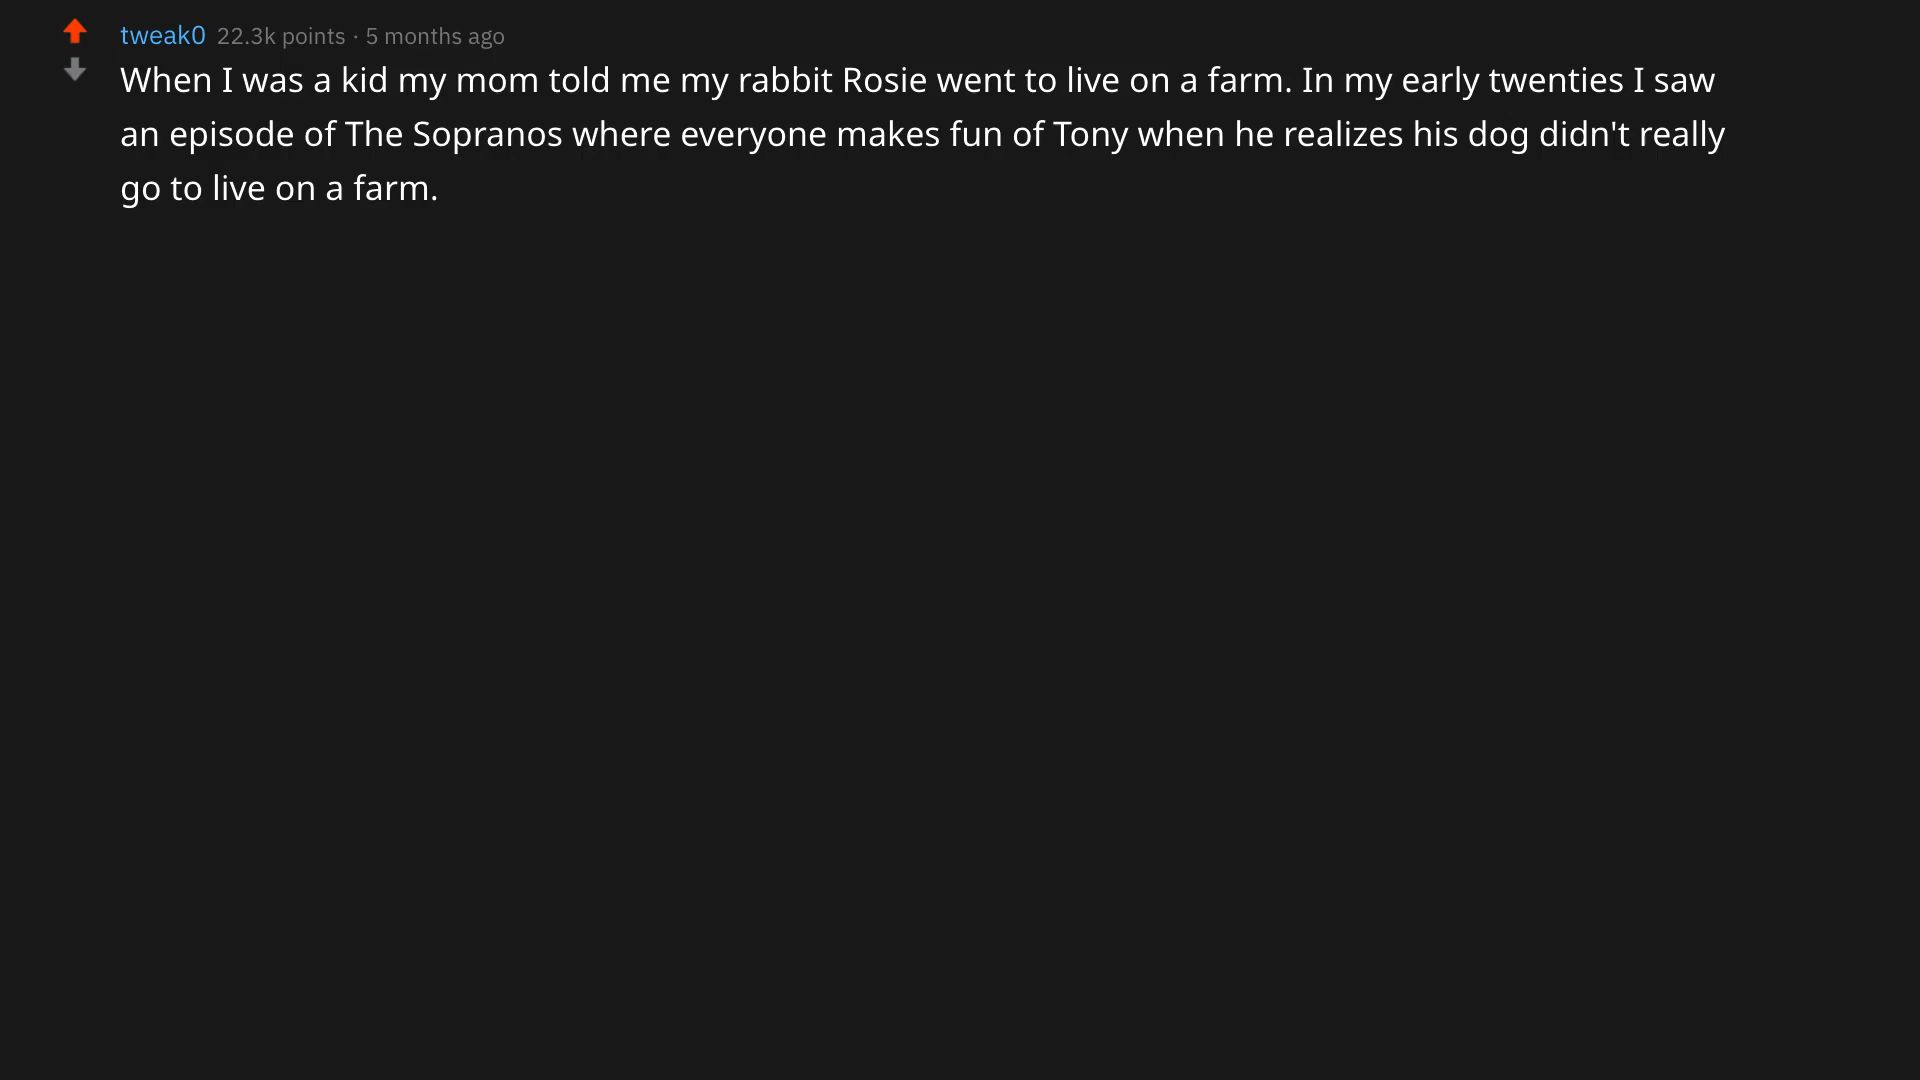 tweak0 22.3k points · 5 months ago
When I was a kid my mom told me my rabbit Rosie went to live on a farm. In my early twenties I saw
an episode of The Sopranos where everyone makes fun of Tony when he realizes his dog didn't really
go to live on a farm.